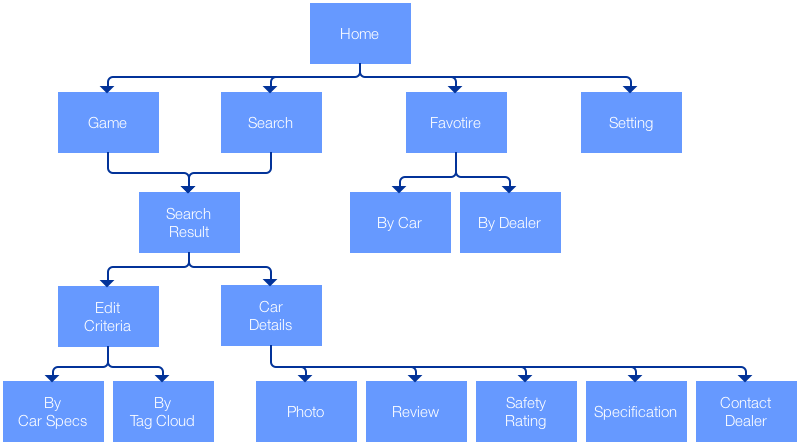 Home
Game
Search
Favotire
Setting
Search
Result
By Car
By Dealer
Edit
Criteria
Car
Details
By
Car Specs
By
Tag Cloud
Photo
Review
Safety
Rating
Specification
Contact
Dealer